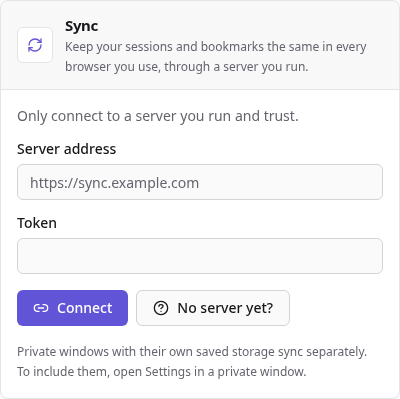 Sync
Keep your sessions and bookmarks the same in every
browser you use, through a server you run.
Only connect to a server you run and trust.
Server address
https://sync.example.com
Token
Connect
No server yet?
Private windows with their own saved storage sync separately.
To include them, open Settings in a private window.